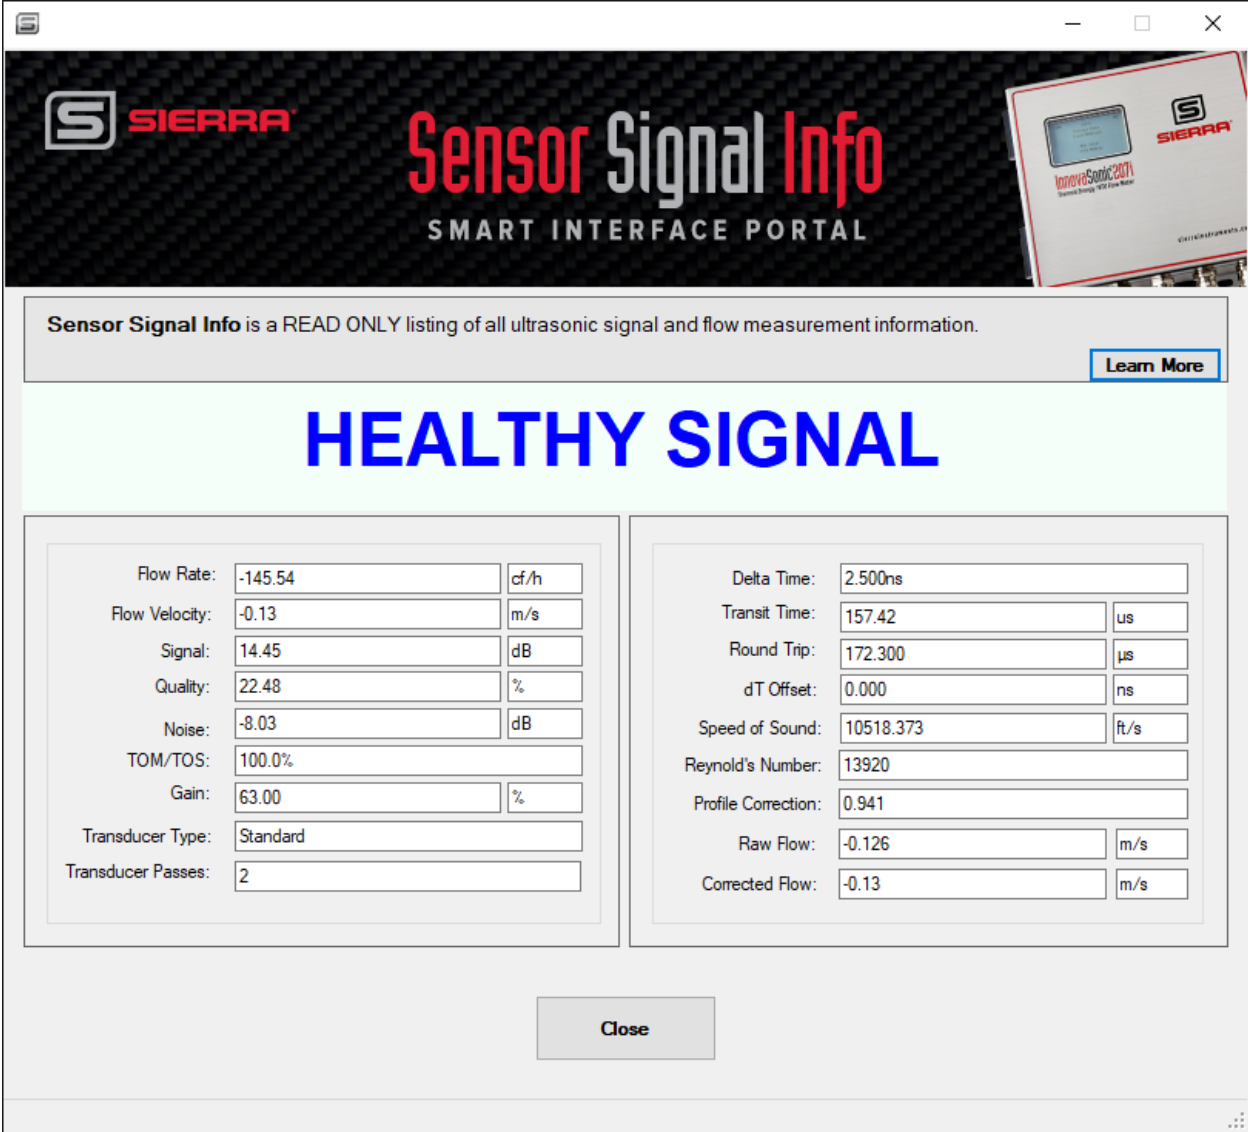 SIERRA
Sensor Signal Info
SMART INTERFACE PORTAL
SIERRA
InnovaSonic 207i
sierrainstruments.co
Sensor Signal Info is a READ ONLY listing of all ultrasonic signal and flow measurement information.
Learn More
HEALTHY SIGNAL
Flow Rate: -145.54 cf/h
Flow Velocity: -0.13 m/s
Signal: 14.45 dB
Quality: 22.48 %
Noise: -8.03 dB
TOM/TOS: 100.0%
Gain: 63.00 %
Transducer Type: Standard
Transducer Passes: 2
Delta Time: 2.500ns
Transit Time: 157.42 us
Round Trip: 172.300 µs
dT Offset: 0.000 ns
Speed of Sound: 10518.373 ft/s
Reynold's Number: 13920
Profile Correction: 0.941
Raw Flow: -0.126 m/s
Corrected Flow: -0.13 m/s
Close